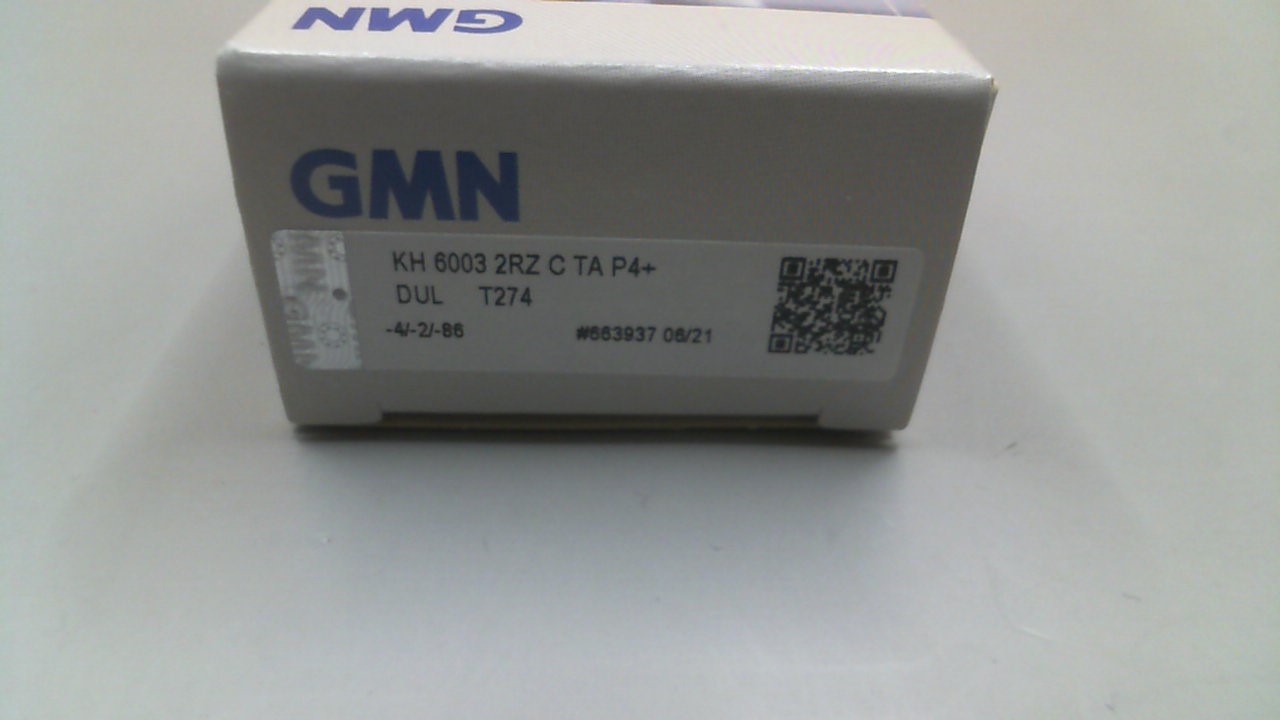 GMN
GMN
KH 6003 2RZ C TA P4+
DUL T274
-4/-2/-86
#663937 06/21